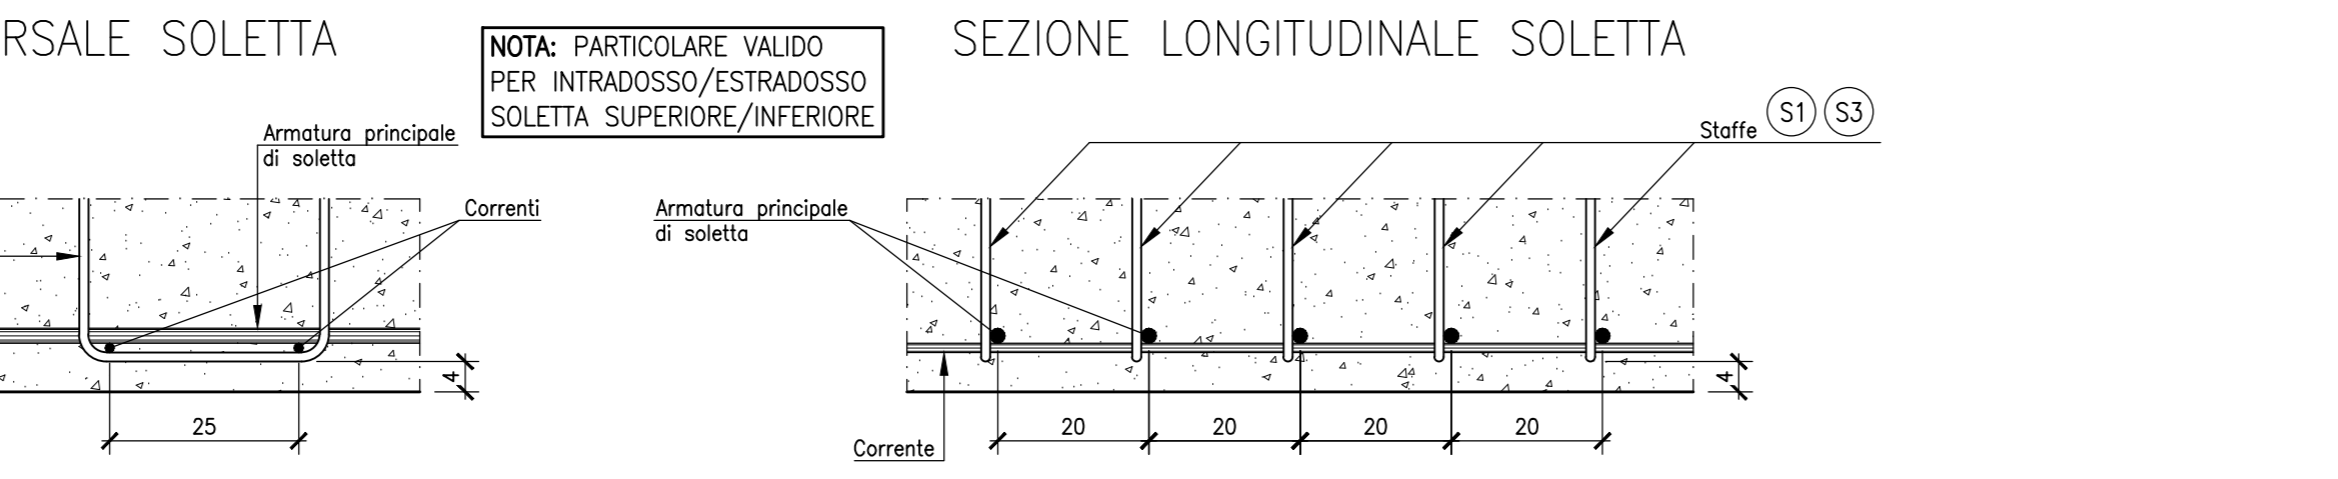 RSALE SOLETTA
NOTA: PARTICOLARE VALIDO
PER INTRADOSSO/ESTRADOSSO
SOLETTA SUPERIORE/INFERIORE
SEZIONE LONGITUDINALE SOLETTA
Armatura principale
di soletta
Correnti
4
25
Staffe S1 S3
Armatura principale
di soletta
4
Corrente
20 20 20 20